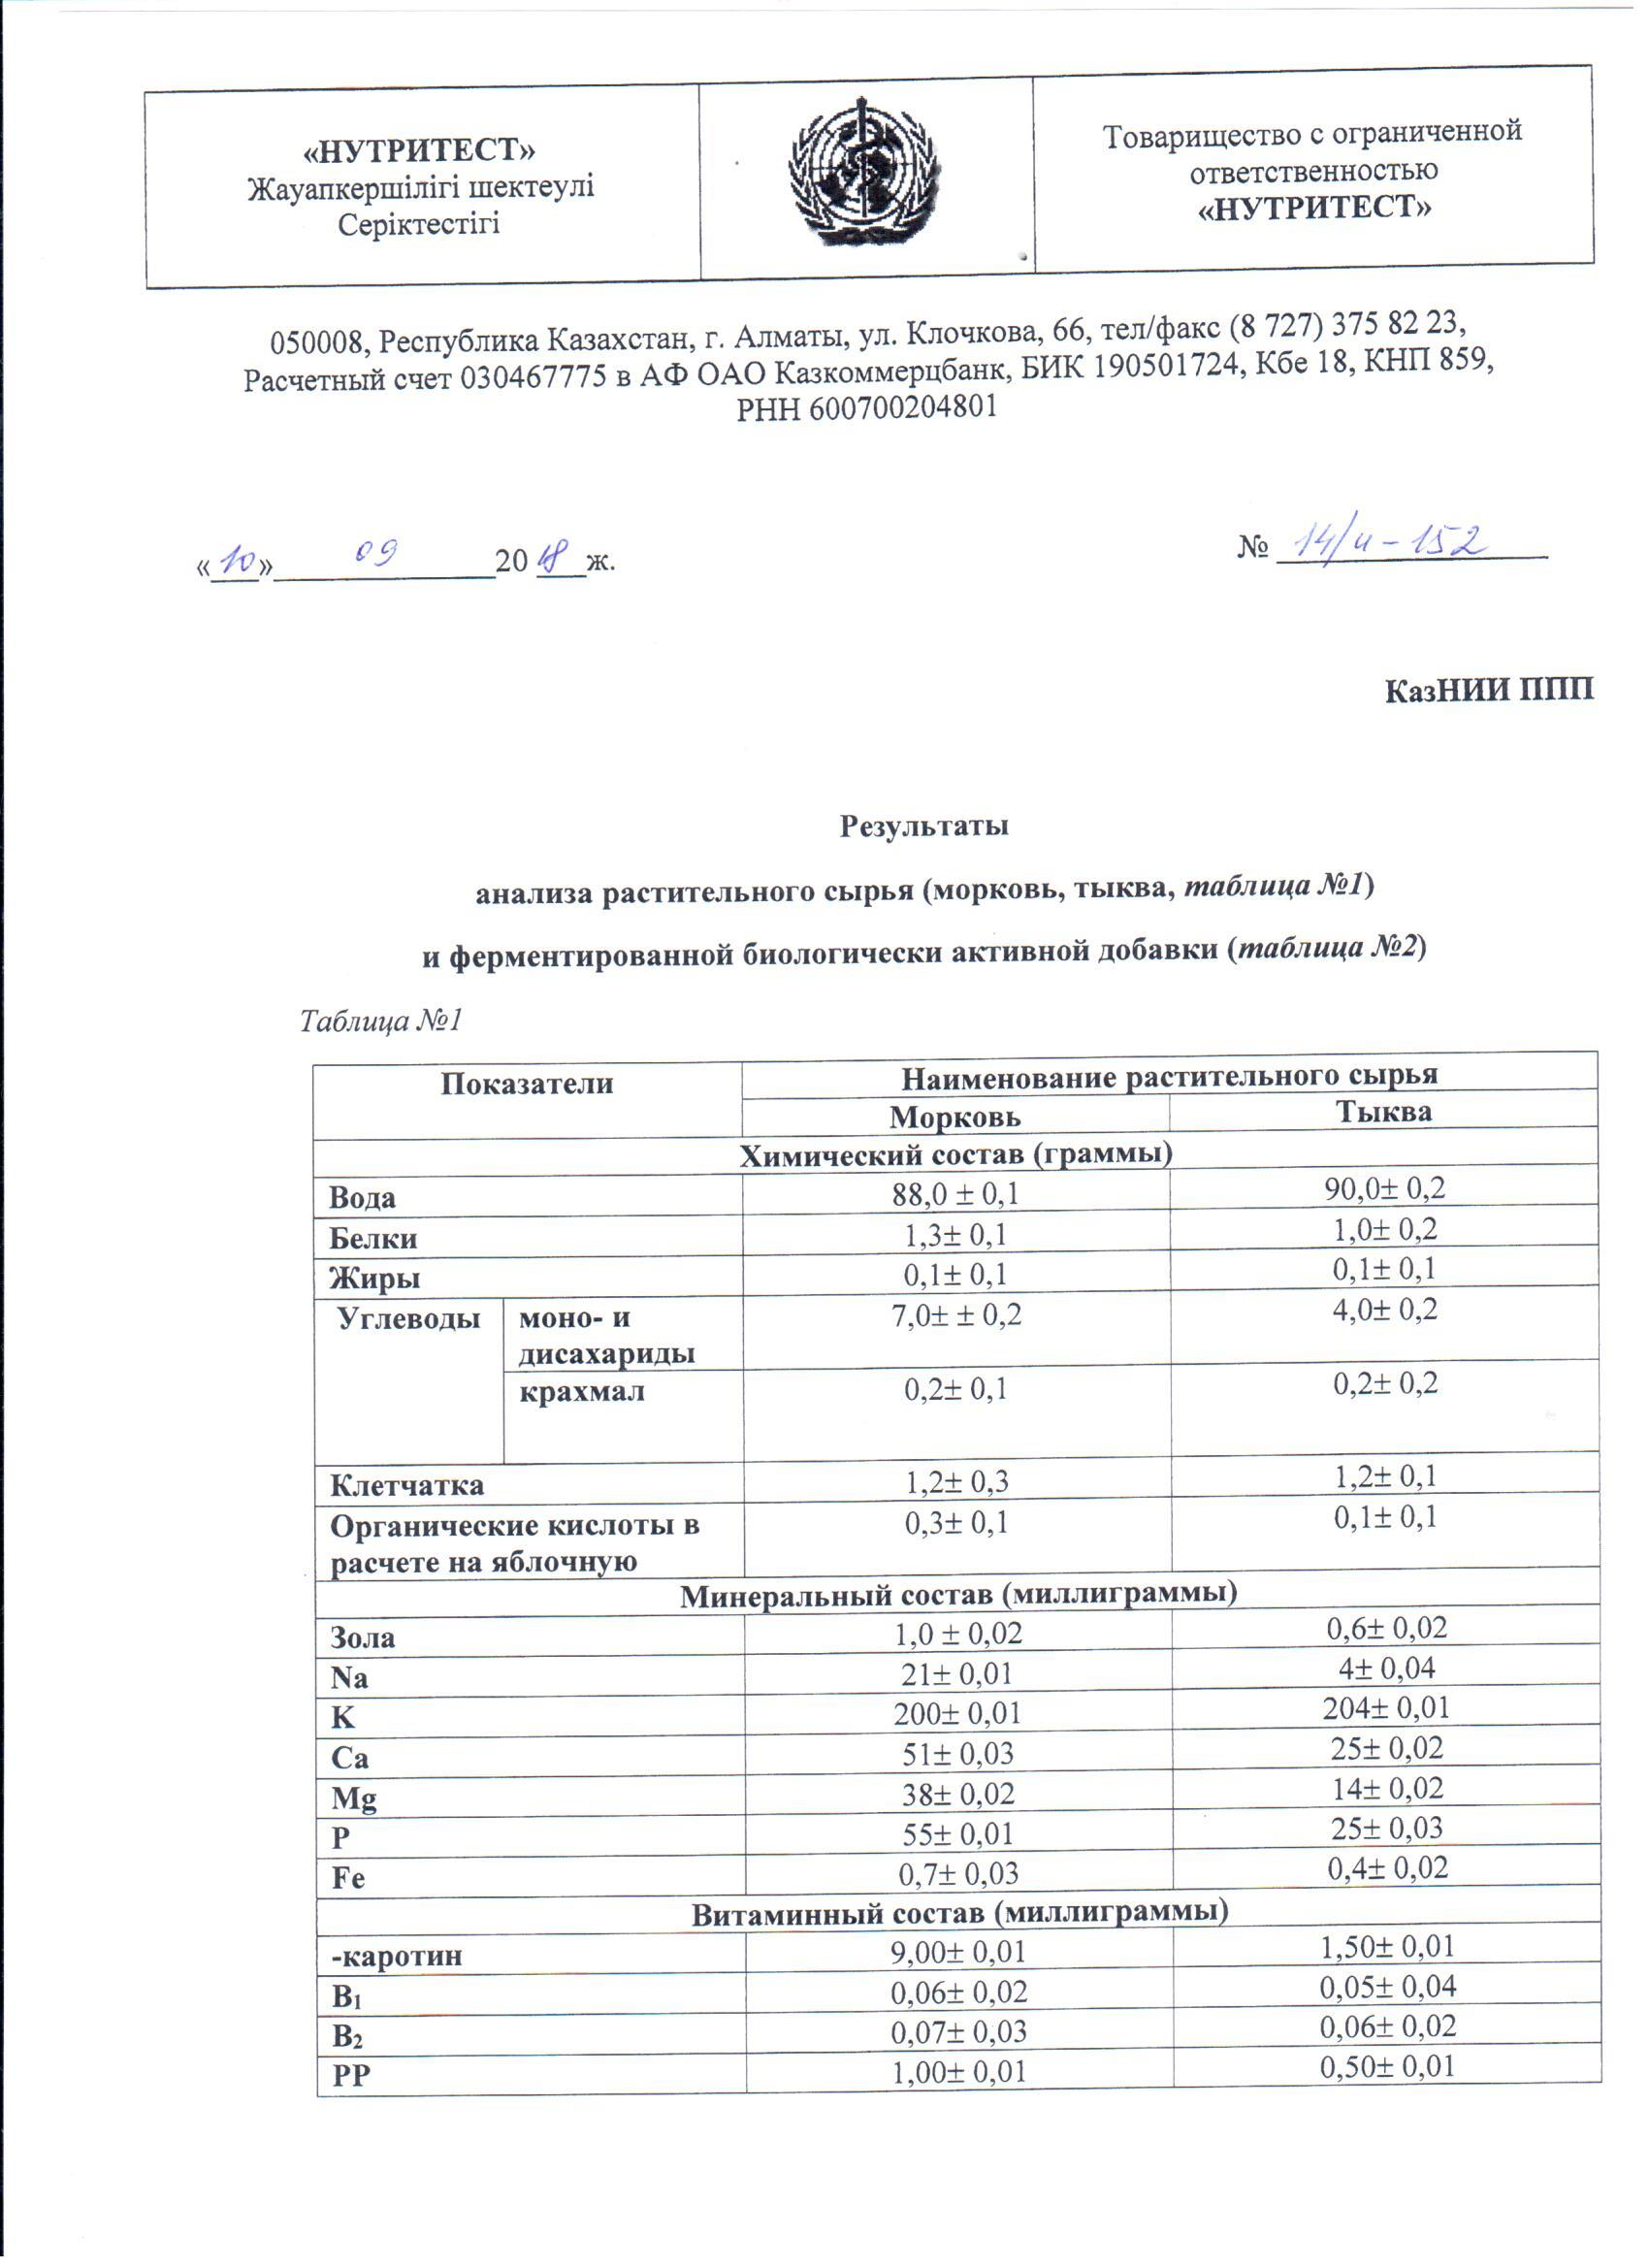 «НУТРИТЕСТ»
Жауапкершілігі шектеулі
Серіктестігі
Товарищество с ограниченной
ответственностью
«НУТРИТЕСТ»
050008, Республика Казахстан, г. Алматы, ул. Клочкова, 66, тел/факс (8 727) 375 82 23,
Расчетный счет 030467775 в АФ ОАО Казкоммерцбанк, БИК 190501724, Кбе 18, КНП 859,
РНН 600700204801
«10» 09 2018 ж. № 14/и-152
КазНИИ ППП
Результаты
анализа растительного сырья (морковь, тыква, таблица №1)
и ферментированной биологически активной добавки (таблица №2)
Таблица №1
Показатели Наименование растительного сырья
Морковь Тыква
Химический состав (граммы)
Вода 88,0 ± 0,1 90,0± 0,2
Белки 1,3± 0,1 1,0± 0,2
Жиры 0,1± 0,1 0,1± 0,1
Углеводы моно- и 7,0± ± 0,2 4,0± 0,2
дисахариды
крахмал 0,2± 0,1 0,2± 0,2
Клетчатка 1,2± 0,3 1,2± 0,1
Органические кислоты в 0,3± 0,1 0,1± 0,1
расчете на яблочную
Минеральный состав (миллиграммы)
Зола 1,0 ± 0,02 0,6± 0,02
Na 21± 0,01 4± 0,04
K 200± 0,01 204± 0,01
Ca 51± 0,03 25± 0,02
Mg 38± 0,02 14± 0,02
P 55± 0,01 25± 0,03
Fe 0,7± 0,03 0,4± 0,02
Витаминный состав (миллиграммы)
-каротин 9,00± 0,01 1,50± 0,01
B₁ 0,06± 0,02 0,05± 0,04
B₂ 0,07± 0,03 0,06± 0,02
PP 1,00± 0,01 0,50± 0,01